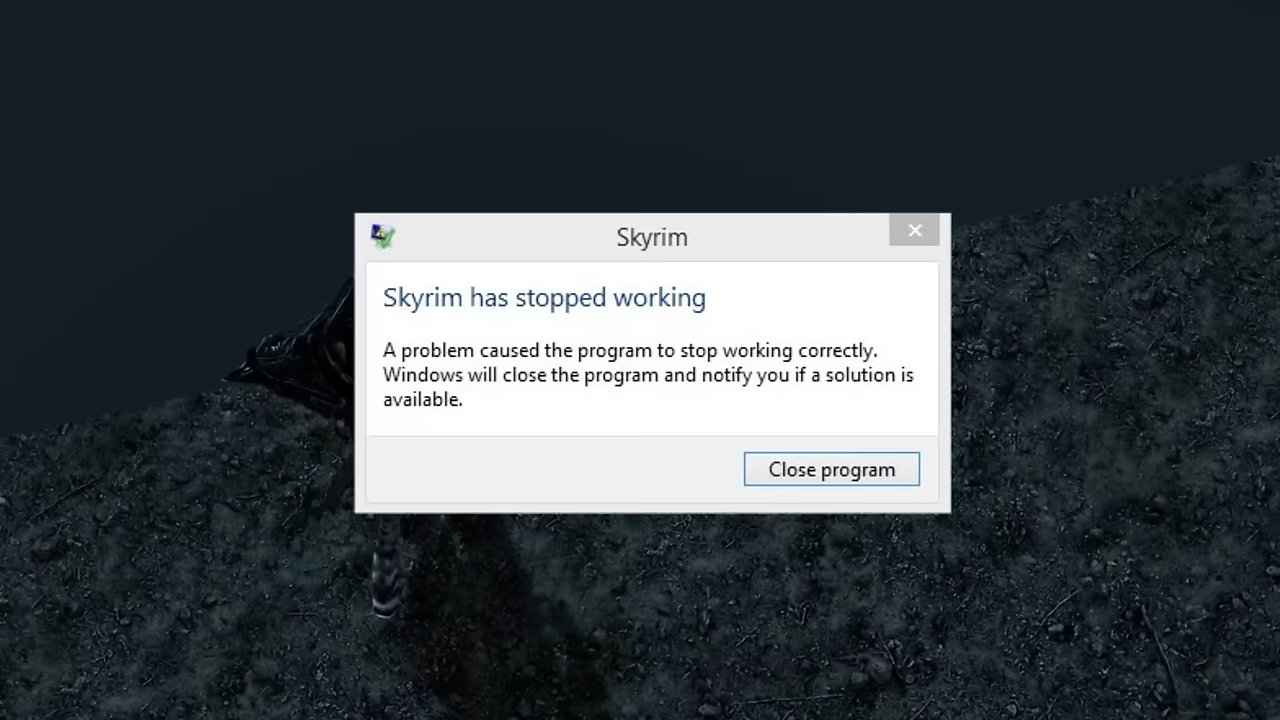 Skyrim
Skyrim has stopped working
A problem caused the program to stop working correctly.
Windows will close the program and notify you if a solution is
available.
Close program